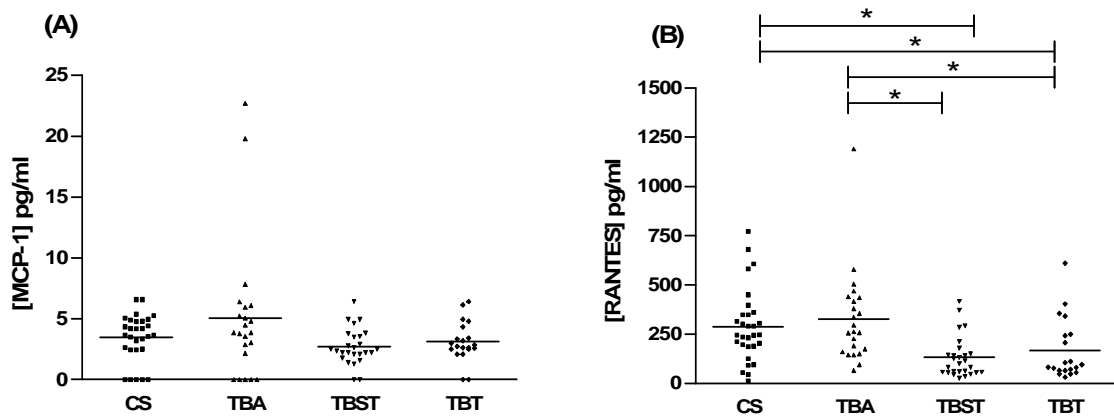 (A)
[MCP-1] pg/ml
25
20
15
10
5
0
CS TBA TBST TBT
(B)
*
*
*
*
[RANTES] pg/ml
1500
1250
1000
750
500
250
0
CS TBA TBST TBT